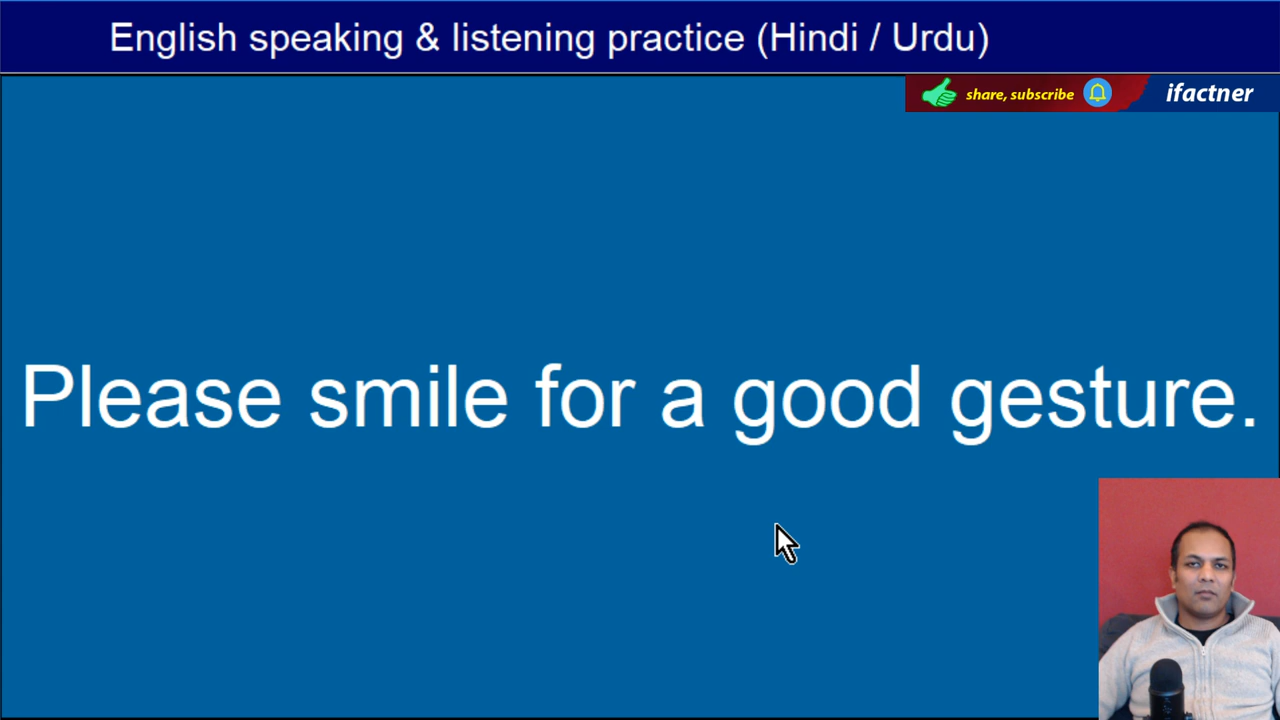 English speaking & listening practice (Hindi / Urdu)
share, subscribe
ifactner
Please smile for a good gesture.